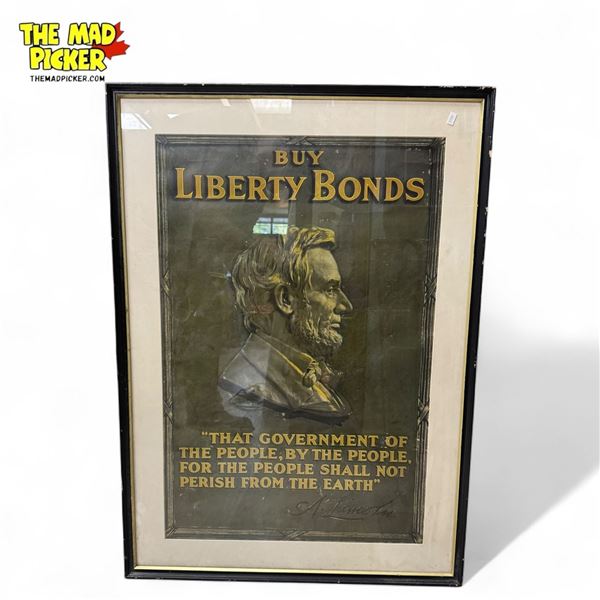 THE MAD
PICKER
THEMADPICKER.COM
BUY
LIBERTY BONDS
"THAT GOVERNMENT OF
THE PEOPLE, BY THE PEOPLE,
FOR THE PEOPLE SHALL NOT
PERISH FROM THE EARTH"
A. Lincoln